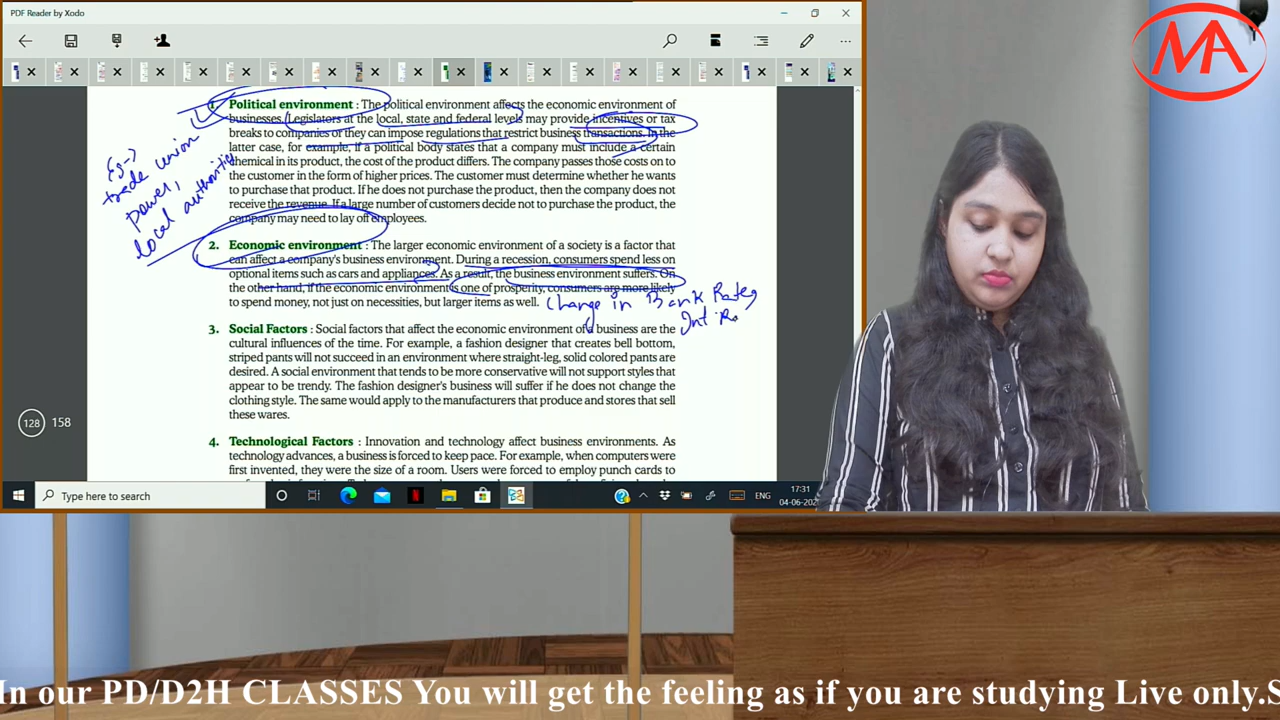 PDF Reader by Xodo
MA
1. Political environment : The political environment affects the economic environment of
businesses. Legislators at the local, state and federal levels may provide incentives or tax
breaks to companies or they can impose regulations that restrict business transactions. In the
latter case, for example, if a political body states that a company must include a certain
chemical in its product, the cost of the product differs. The company passes those costs on to
the customer in the form of higher prices. The customer must determine whether he wants
to purchase that product. If he does not purchase the product, then the company does not
receive the revenue. If a large number of customers decide not to purchase the product, the
company may need to lay off employees.
Eg->
trade union
power,
local authorities
2. Economic environment : The larger economic environment of a society is a factor that
can affect a company's business environment. During a recession, consumers spend less on
optional items such as cars and appliances. As a result, the business environment suffers. On
the other hand, if the economic environment is one of prosperity, consumers are more likely
to spend money, not just on necessities, but larger items as well.
Change in Bank Rates
Int Ra
3. Social Factors : Social factors that affect the economic environment of a business are the
cultural influences of the time. For example, a fashion designer that creates bell bottom,
striped pants will not succeed in an environment where straight-leg, solid colored pants are
desired. A social environment that tends to be more conservative will not support styles that
appear to be trendy. The fashion designer's business will suffer if he does not change the
clothing style. The same would apply to the manufacturers that produce and stores that sell
these wares.
128 158
4. Technological Factors : Innovation and technology affect business environments. As
technology advances, a business is forced to keep pace. For example, when computers were
first invented, they were the size of a room. Users were forced to employ punch cards to
Type here to search
ENG
17:31
04-06-202
In our PD/D2H CLASSES You will get the feeling as if you are studying Live only.S